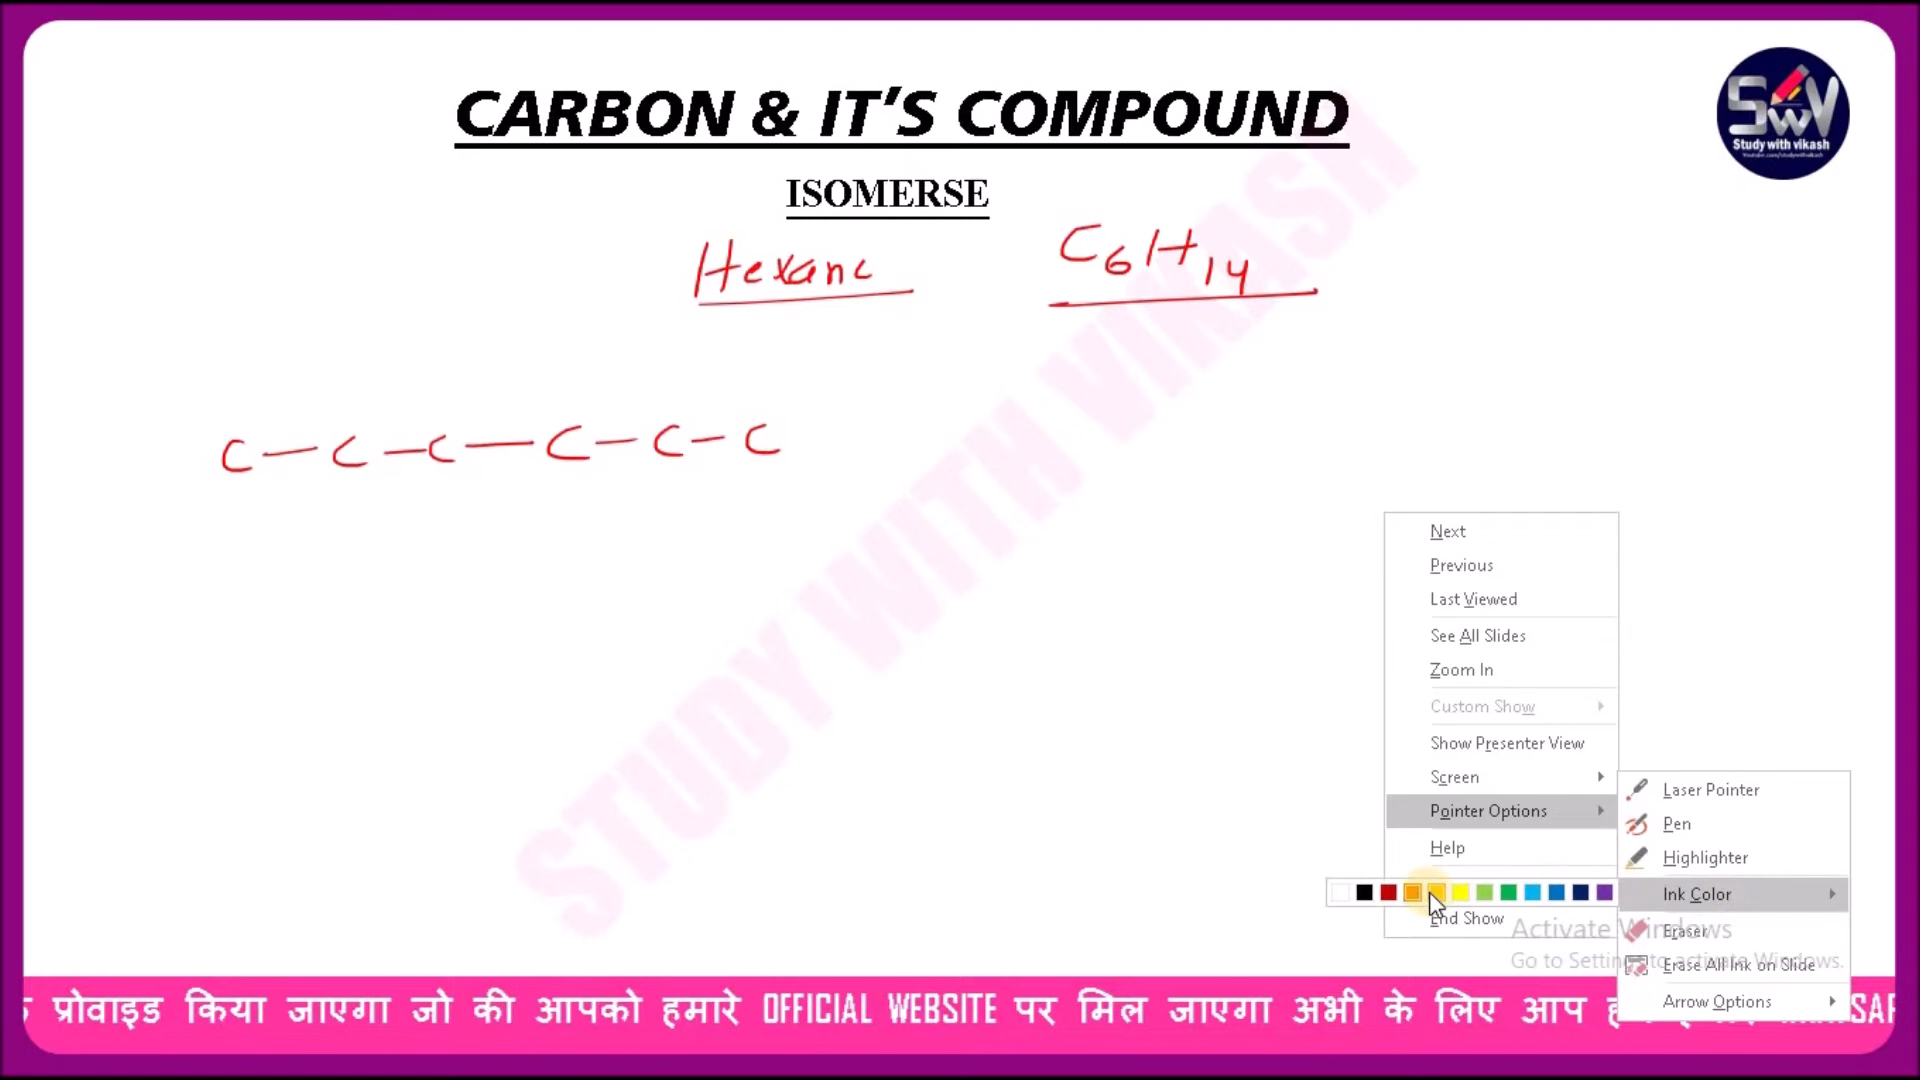 CARBON & IT'S COMPOUND
SwV
Study with vikash
ISOMERSE
Hexane C6H14
C — C — C — C — C — C
STUDY WITH VIKASH
Next
Previous
Last Viewed
See All Slides
Zoom In
Custom Show
Show Presenter View
Screen
Pointer Options
Help
End Show
Laser Pointer
Pen
Highlighter
Ink Color
Eraser
Erase All Ink on Slide
Arrow Options
Activate Windows
Go to Settings to activate Windows.
प्रोवाइड किया जाएगा जो की आपको हमारे OFFICIAL WEBSITE पर मिल जाएगा अभी के लिए आप